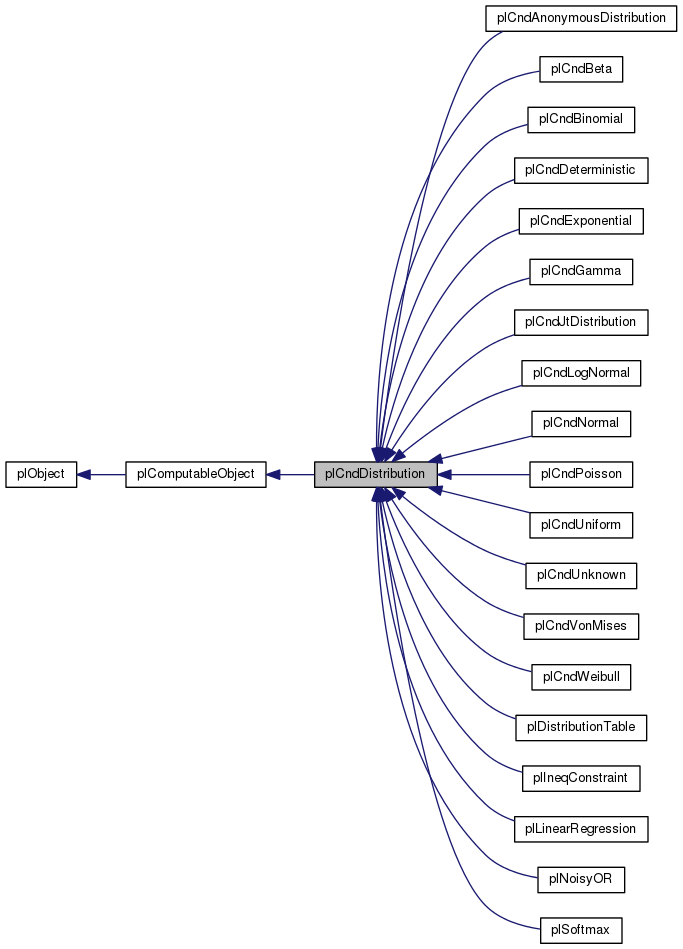 plCndAnonymousDistribution
plCndBeta
plCndBinomial
plCndDeterministic
plCndExponential
plCndGamma
plCndJtDistribution
plCndLogNormal
plCndNormal
plObject
plComputableObject
plCndDistribution
plCndPoisson
plCndUniform
plCndUnknown
plCndVonMises
plCndWeibull
plDistributionTable
plIneqConstraint
plLinearRegression
plNoisyOR
plSoftmax